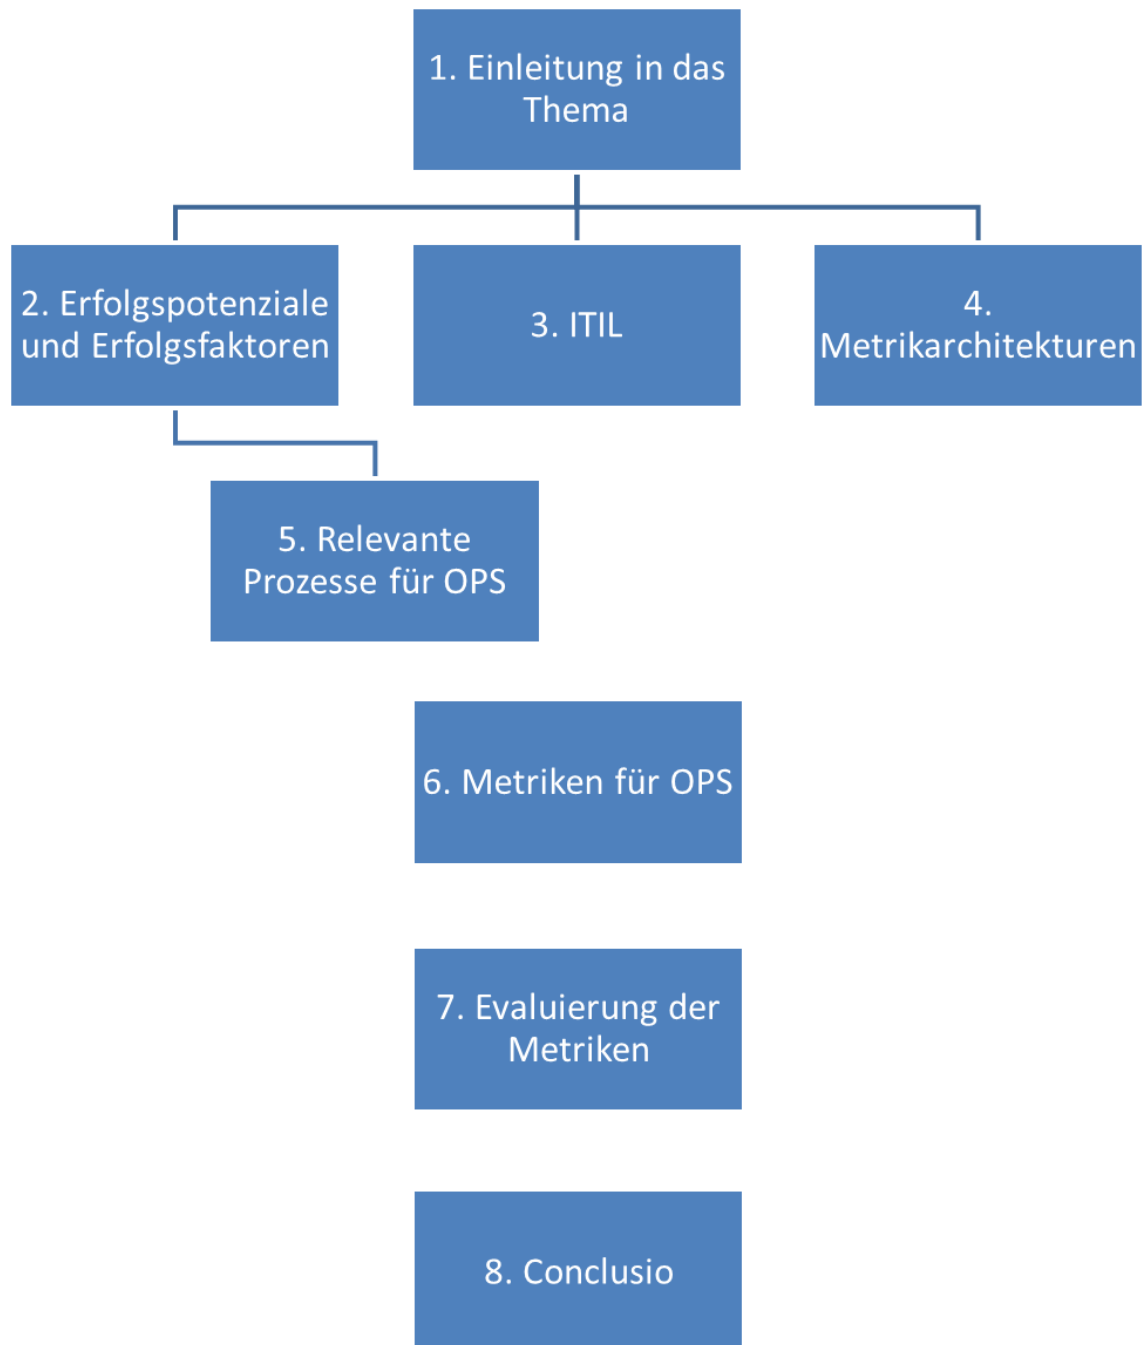 1. Einleitung in das
Thema
2. Erfolgspotenziale
und Erfolgsfaktoren
3. ITIL
4.
Metrikarchitekturen
5. Relevante
Prozesse für OPS
6. Metriken für OPS
7. Evaluierung der
Metriken
8. Conclusio